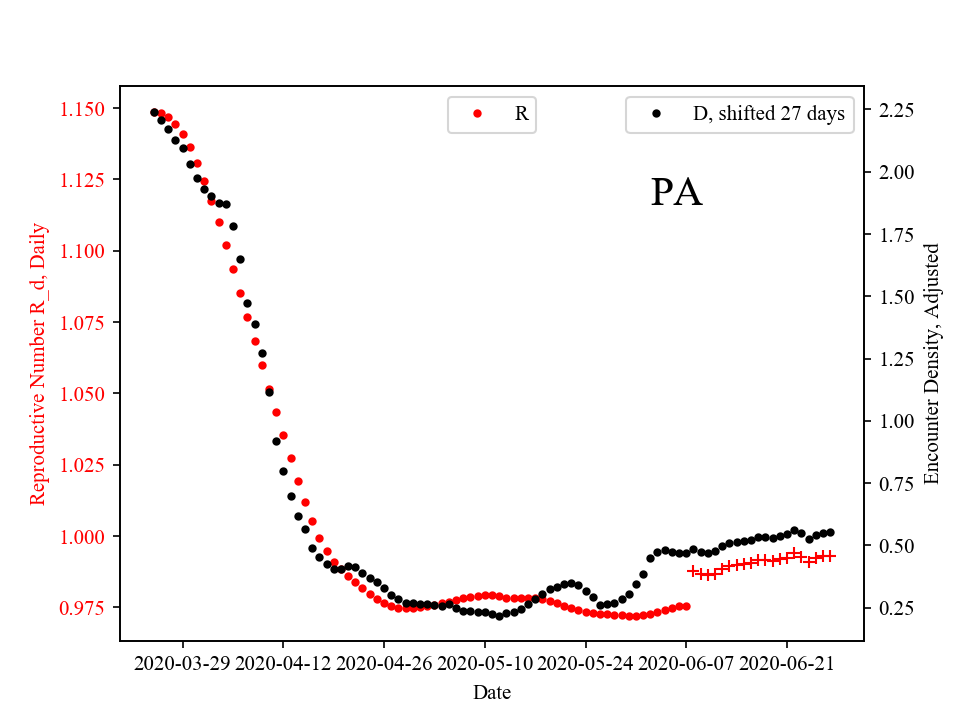 R
D, shifted 27 days
PA
Reproductive Number R_d, Daily
1.150
1.125
1.100
1.075
1.050
1.025
1.000
0.975
2.25
2.00
1.75
1.50
1.25
1.00
0.75
0.50
0.25
Encounter Density, Adjusted
2020-03-29 2020-04-12 2020-04-26 2020-05-10 2020-05-24 2020-06-07 2020-06-21
Date